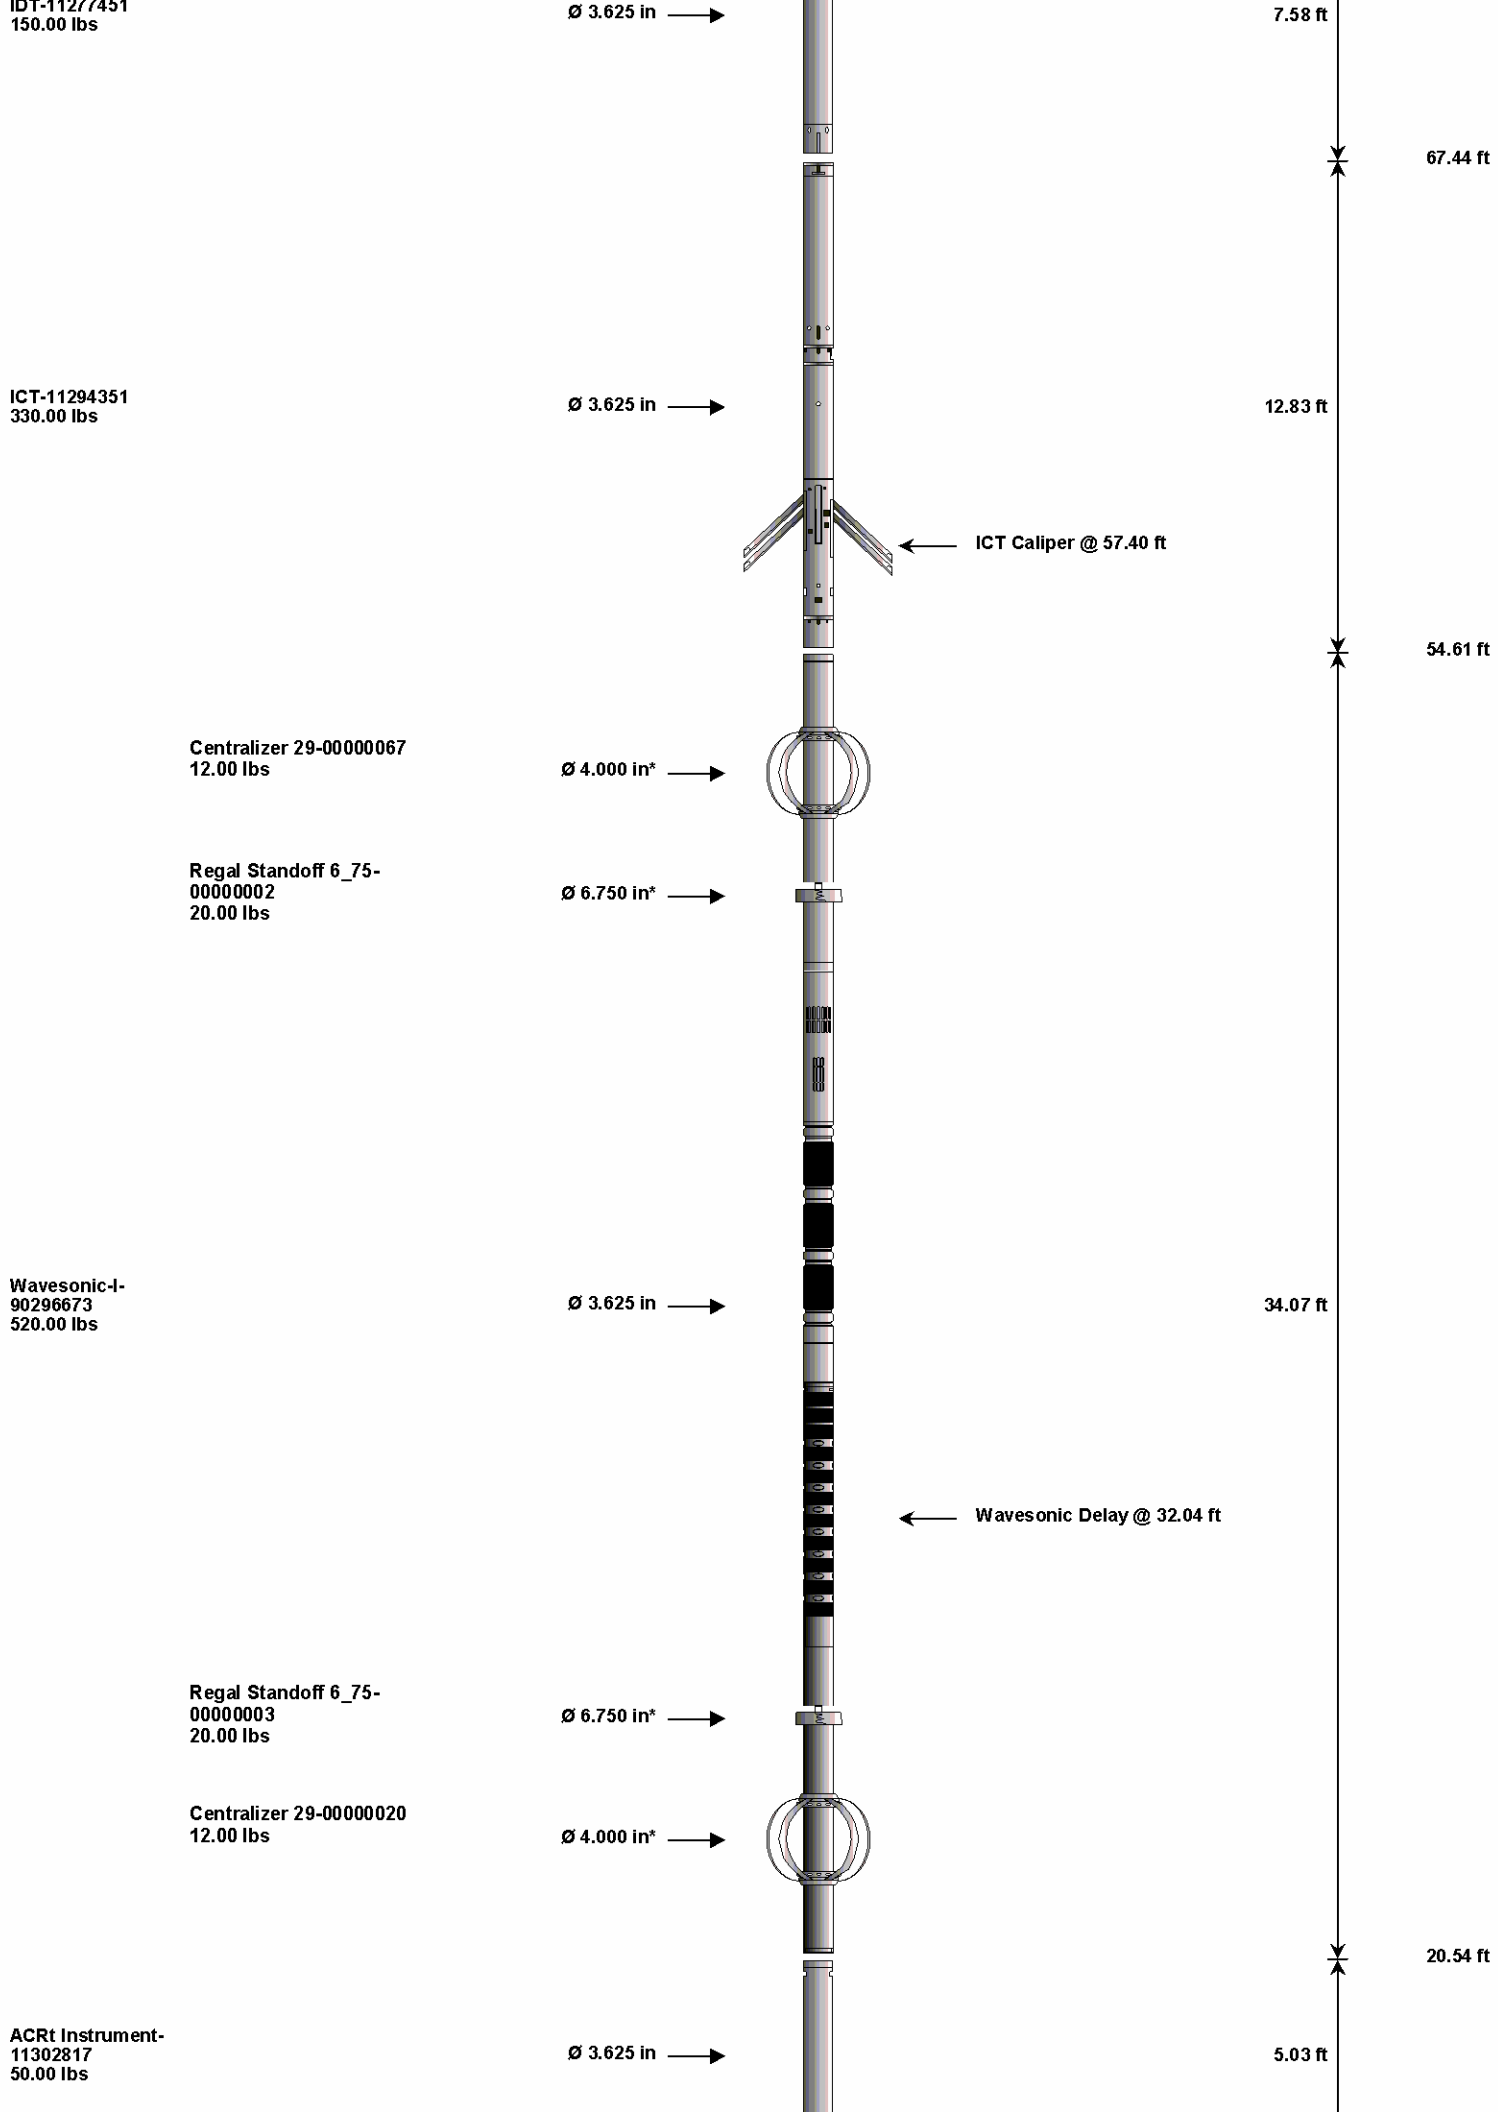 IDT-11277451
150.00 lbs
Ø 3.625 in
7.58 ft
67.44 ft
ICT-11294351
330.00 lbs
Ø 3.625 in
12.83 ft
ICT Caliper @ 57.40 ft
54.61 ft
Centralizer 29-00000067
12.00 lbs
Ø 4.000 in*
Regal Standoff 6_75-
00000002
20.00 lbs
Ø 6.750 in*
Wavesonic-I-
90296673
520.00 lbs
Ø 3.625 in
34.07 ft
Wavesonic Delay @ 32.04 ft
Regal Standoff 6_75-
00000003
20.00 lbs
Ø 6.750 in*
Centralizer 29-00000020
12.00 lbs
Ø 4.000 in*
20.54 ft
ACRt Instrument-
11302817
50.00 lbs
Ø 3.625 in
5.03 ft